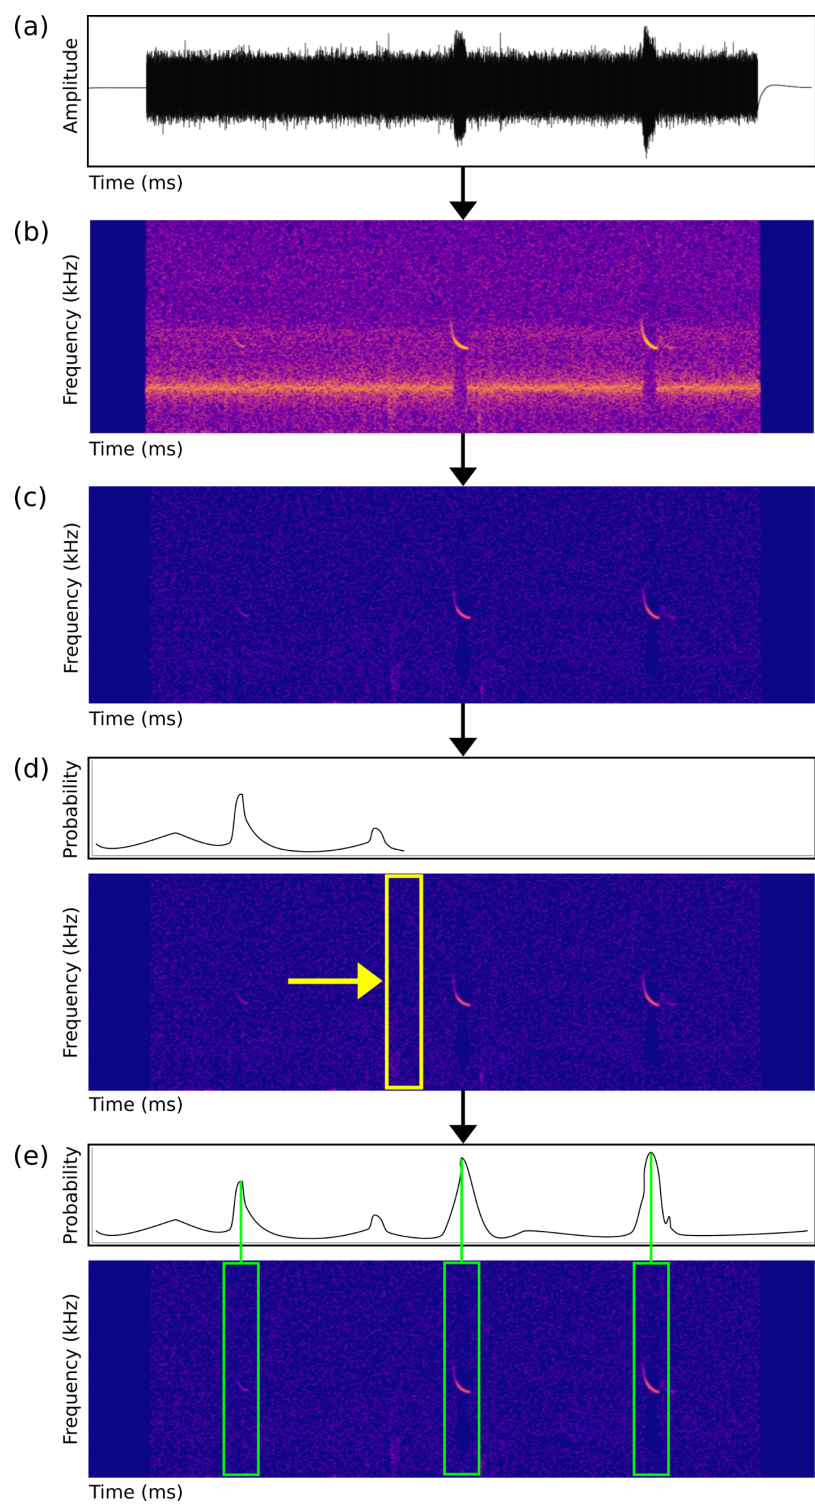 (a)
Amplitude
Time (ms)
(b)
Frequency (kHz)
Time (ms)
(c)
Frequency (kHz)
Time (ms)
(d)
Probability
Frequency (kHz)
Time (ms)
(e)
Probability
Frequency (kHz)
Time (ms)